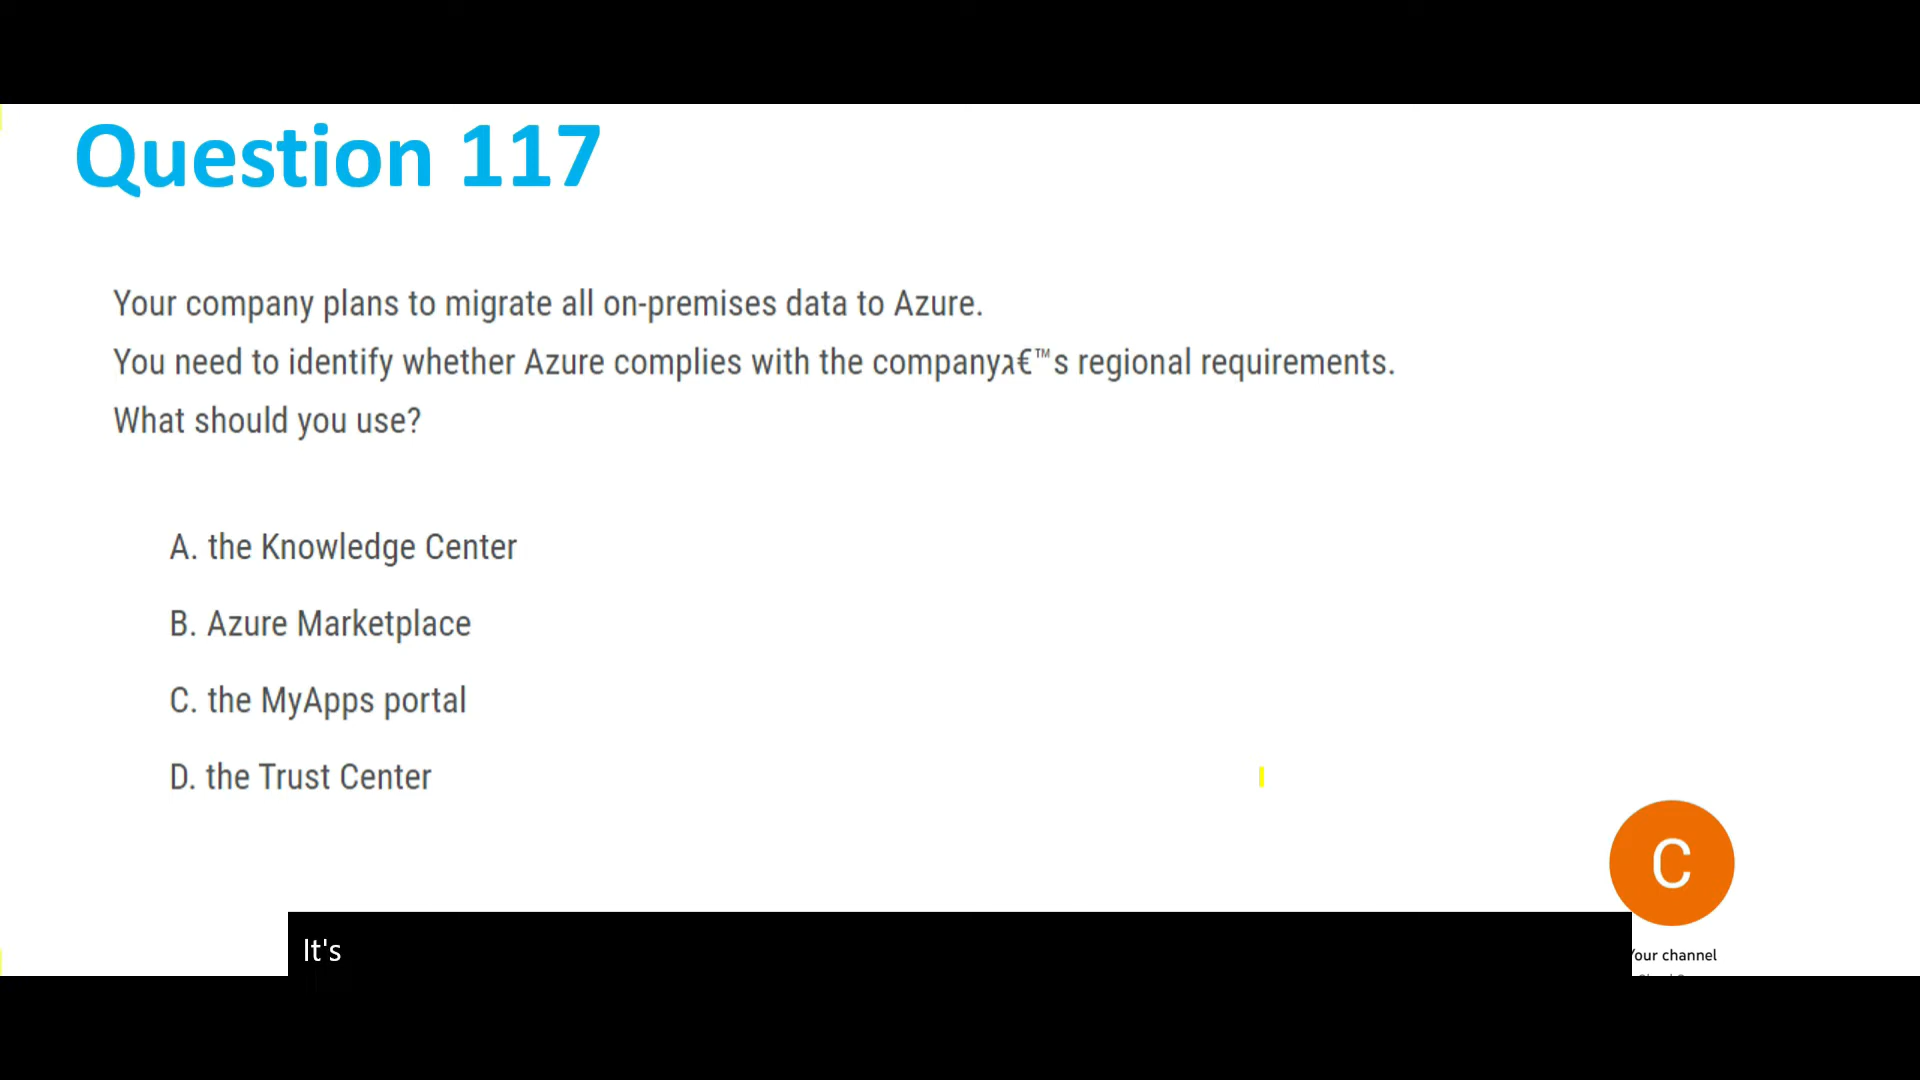 Question 117
Your company plans to migrate all on-premises data to Azure.
You need to identify whether Azure complies with the companyג€™s regional requirements.
What should you use?
A. the Knowledge Center
B. Azure Marketplace
C. the MyApps portal
D. the Trust Center
C
It's
Your channel